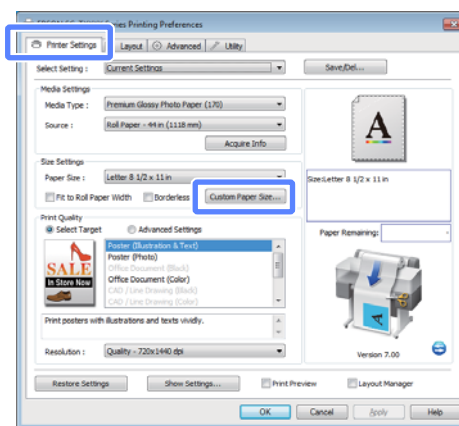 Series Printing Preferences
Printer Settings Layout Advanced Utility
Select Setting : Current Settings Save/Del...
Media Settings
Media Type : Premium Glossy Photo Paper (170)
Source : Roll Paper - 44 in (1118 mm)
Acquire Info
Size Settings
Paper Size : Letter 8 1/2 x 11 in
Fit to Roll Paper Width Borderless Custom Paper Size...
Size:Letter 8 1/2 x 11 in
Print Quality
Select Target Advanced Settings
Paper Remaining:
Poster (Illustration & Text)
Poster (Photo)
Office Document (Black)
Office Document (Color)
CAD / Line Drawing (Black)
CAD / Line Drawing (Color)
SALE
In Store Now
A
A
Print posters with illustrations and texts vividly.
Resolution : Quality - 720x1440 dpi
Version 7.00
Restore Settings Show Settings... Print Preview Layout Manager
OK Cancel Apply Help